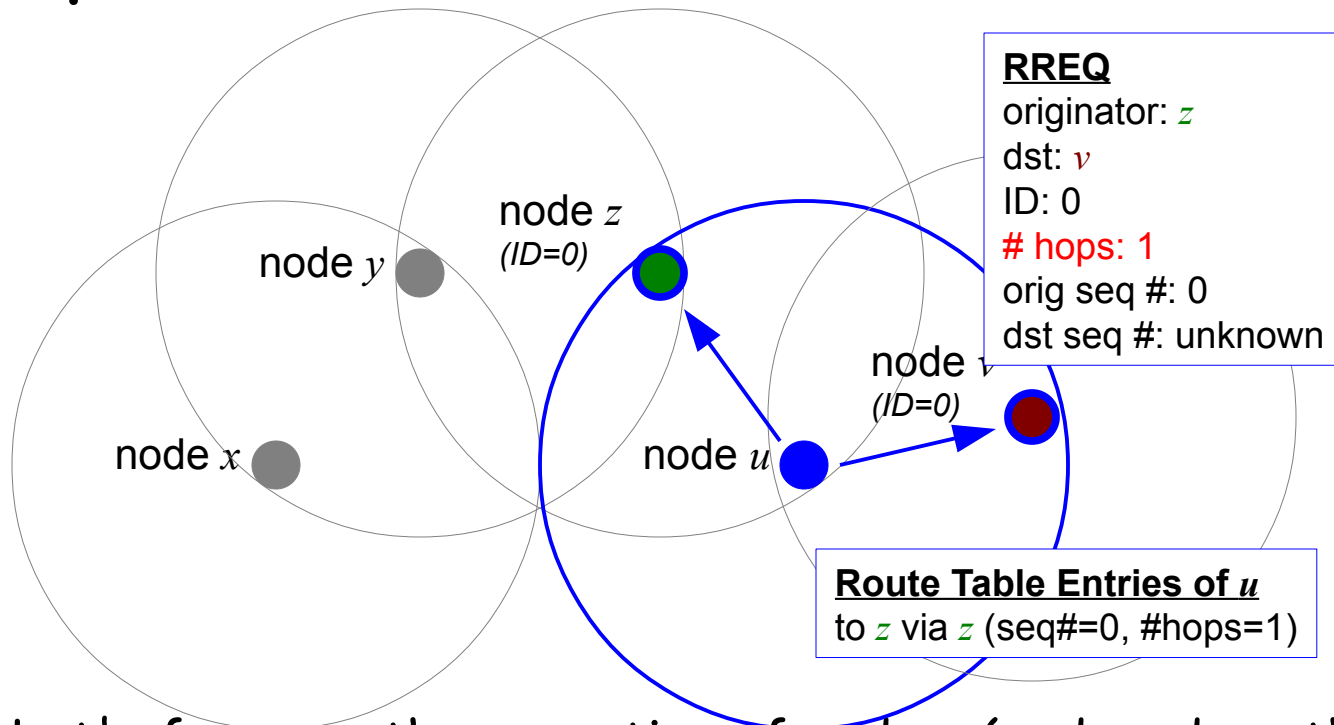 RREQ
originator: z
dst: v
ID: 0
# hops: 1
orig seq #: 0
dst seq #: unknown
node z
(ID=0)
node y
node v
(ID=0)
node x
node u
Route Table Entries of u
to z via z (seq#=0, #hops=1)